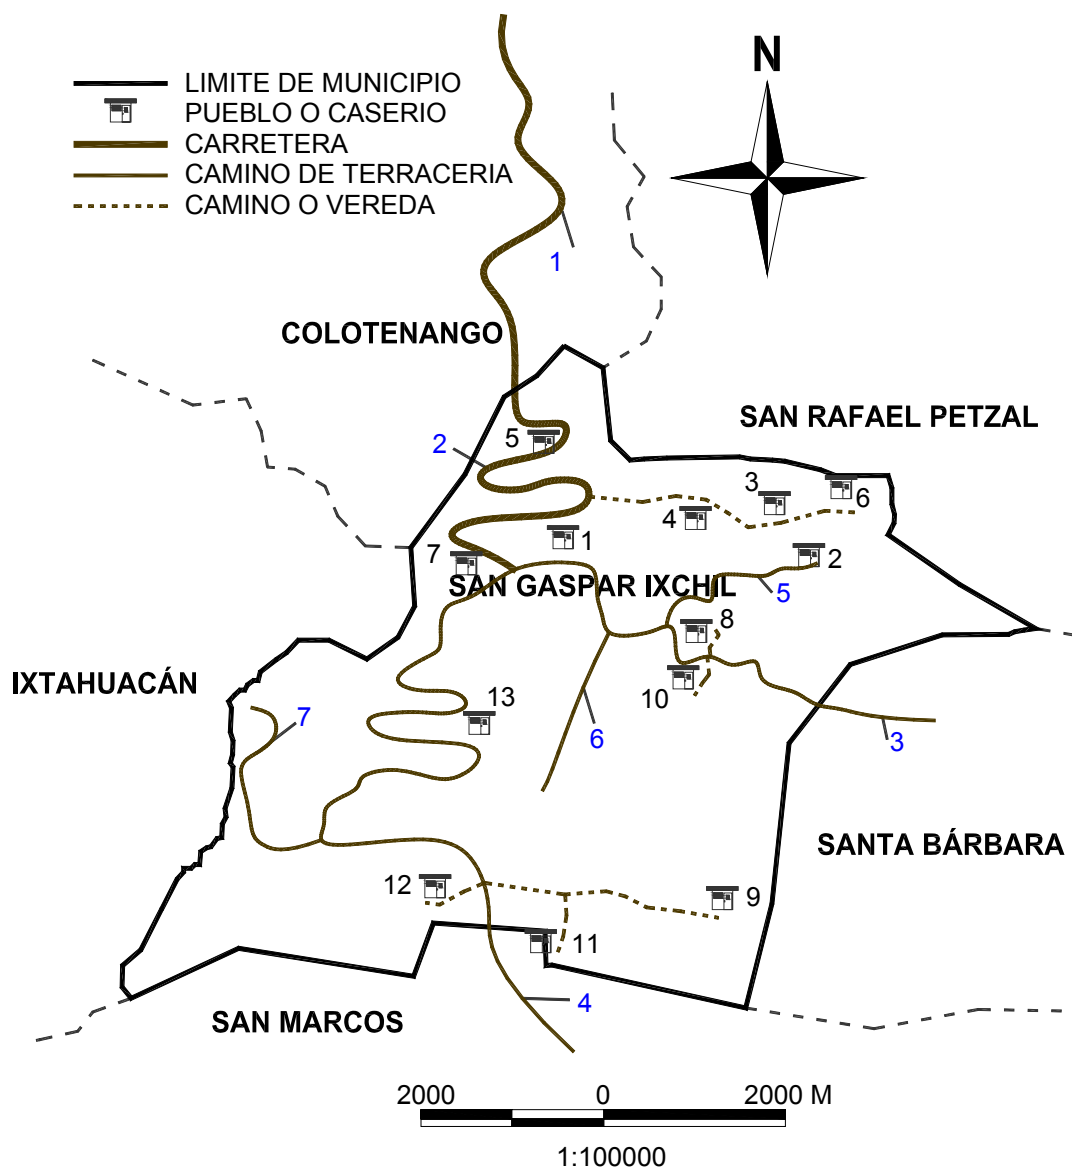 N
LIMITE DE MUNICIPIO
PUEBLO O CASERIO
CARRETERA
CAMINO DE TERRACERIA
CAMINO O VEREDA
1
COLOTENANGO
SAN RAFAEL PETZAL
5
2
3
6
4
1
7
2
SAN GASPAR IXCHIL
5
8
IXTAHUACÁN
10
13
7
6
3
SANTA BÁRBARA
12
9
11
4
SAN MARCOS
2000 0 2000 M
1:100000